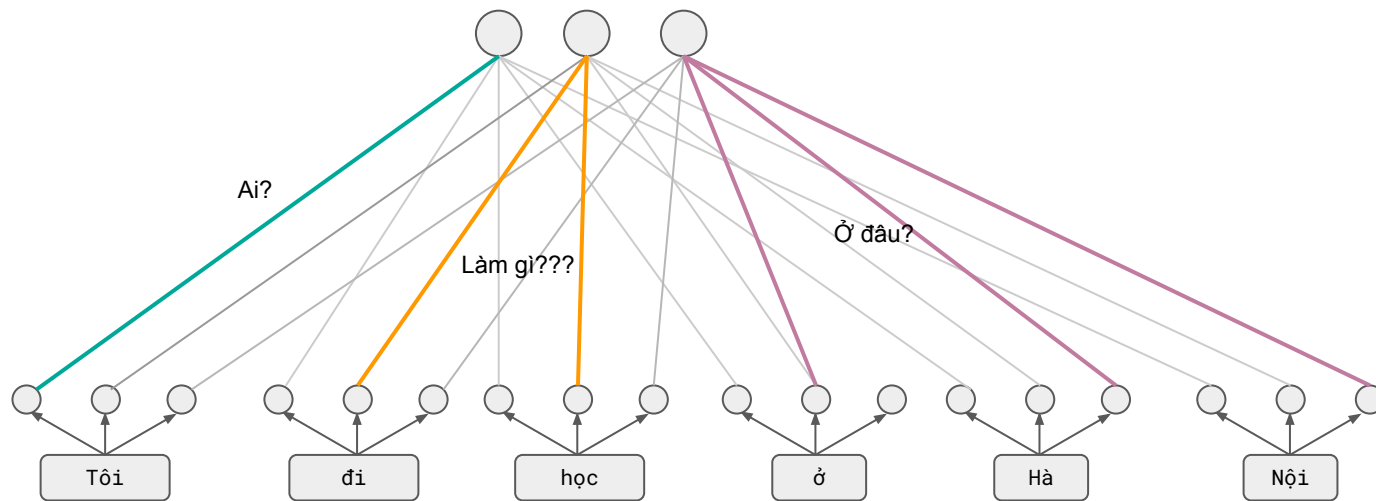 Ai?
Ở đâu?
Làm gì???
Tôi
đi
học
ở
Hà
Nội